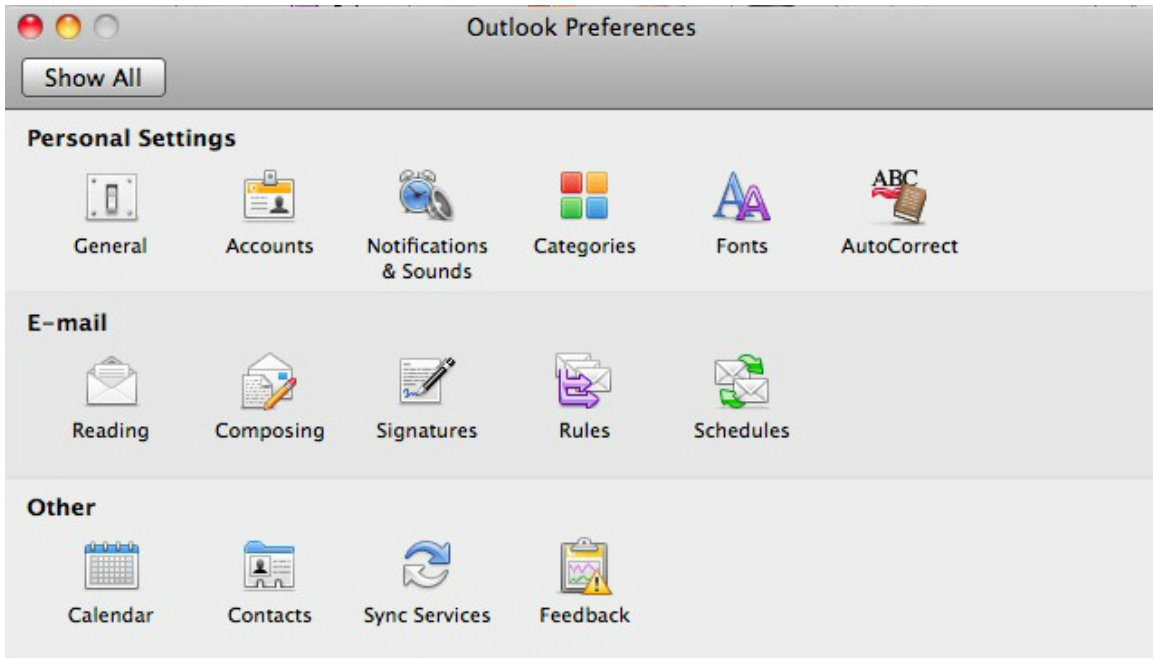 Outlook Preferences
Show All
Personal Settings
ABC
General
Accounts
Notifications
& Sounds
Categories
Fonts
AutoCorrect
E-mail
Reading
Composing
Signatures
Rules
Schedules
Other
Calendar
Contacts
Sync Services
Feedback